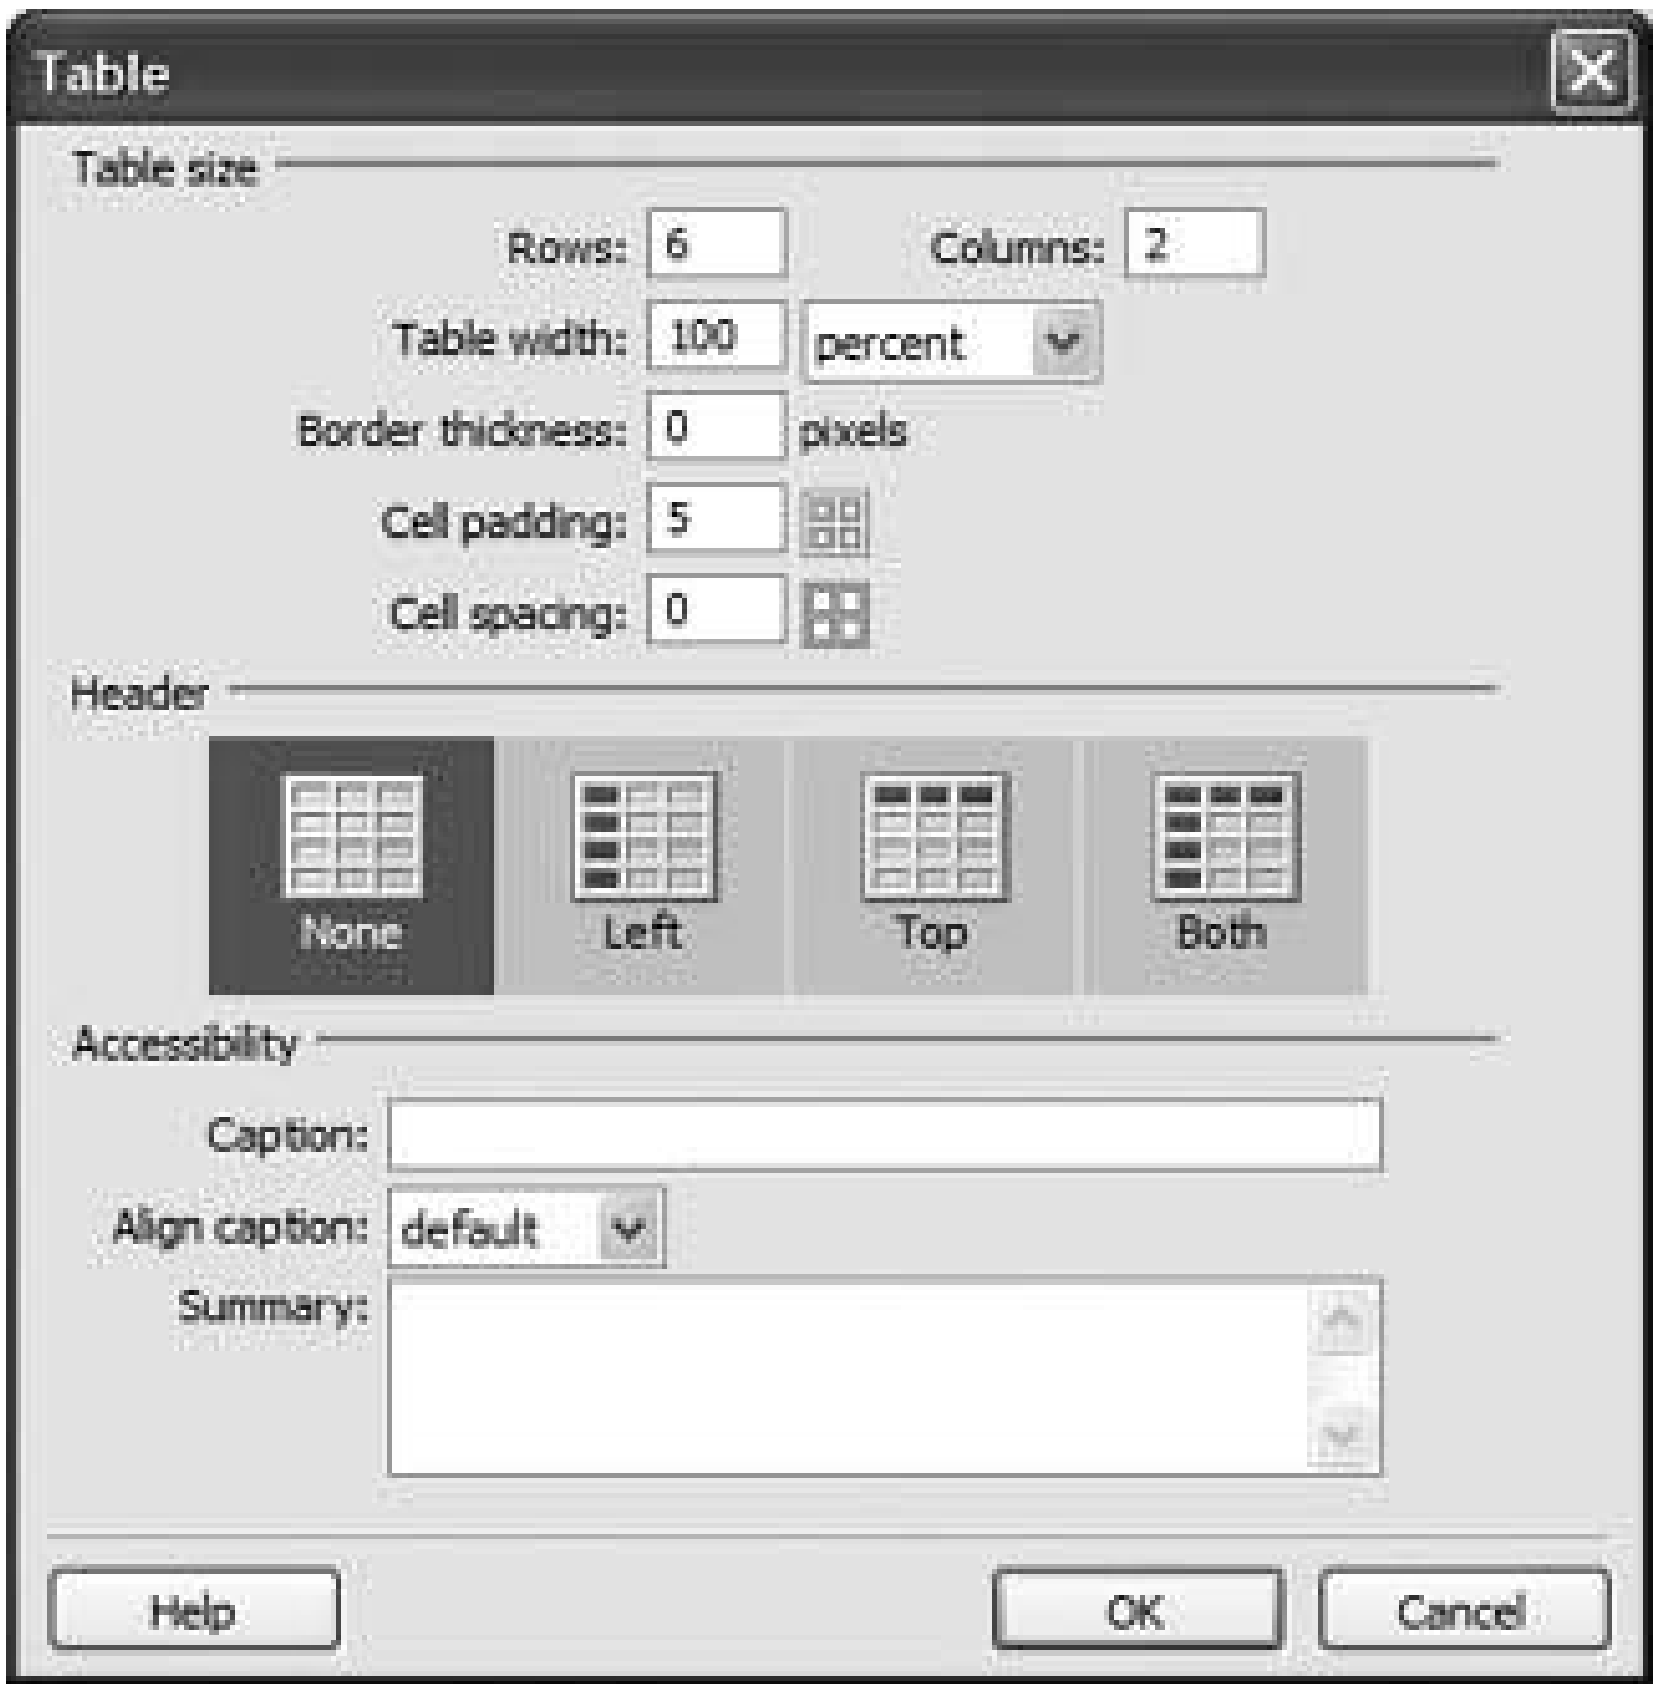 Table
Table size
Rows: 6 Columns: 2
Table width: 100 percent
Border thickness: 0 pixels
Cell padding: 5
Cell spacing: 0
Header
None Left Top Both
Accessibility
Caption:
Align caption: default
Summary:
Help OK Cancel